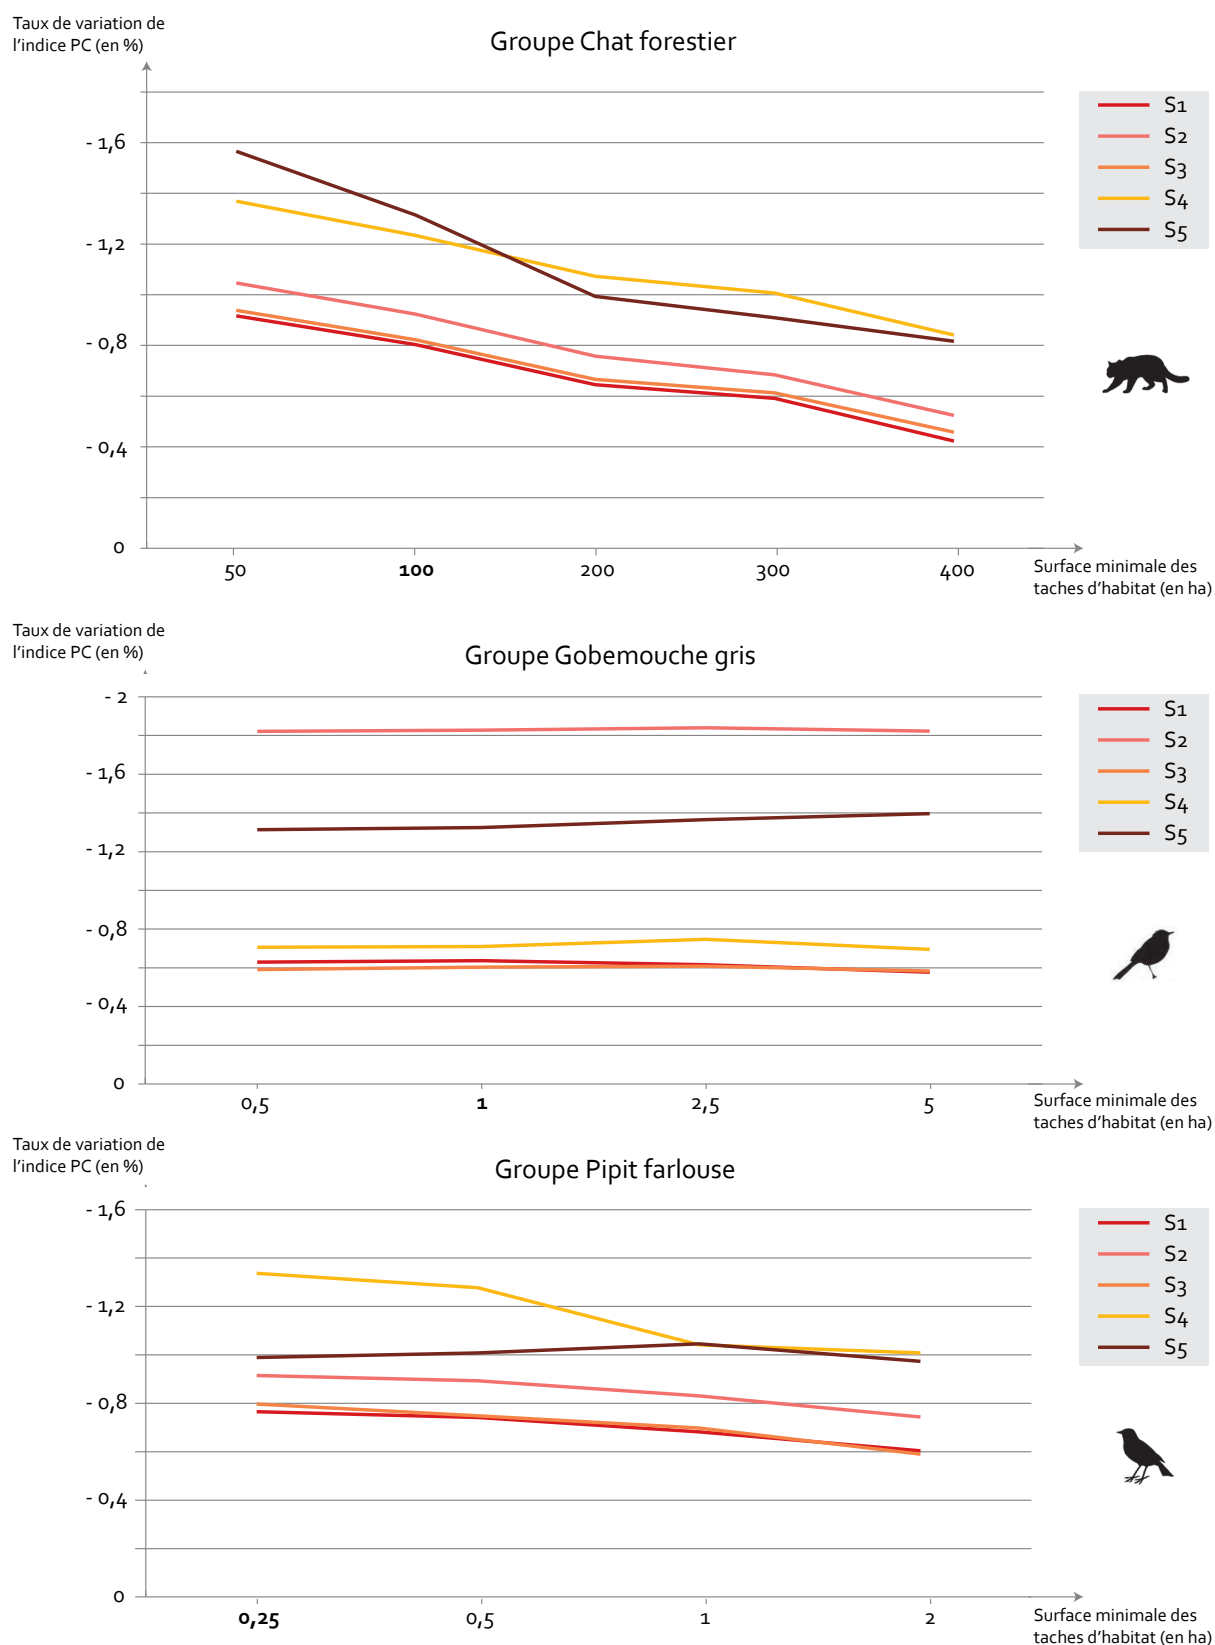 Taux de variation de
l'indice PC (en %)
Groupe Chat forestier
- 1,6
- 1,2
- 0,8
- 0,4
0
50
100
200
300
400
Surface minimale des
taches d'habitat (en ha)
S1
S2
S3
S4
S5
Taux de variation de
l'indice PC (en %)
Groupe Gobemouche gris
- 2
- 1,6
- 1,2
- 0,8
- 0,4
0
0,5
1
2,5
5
Surface minimale des
taches d'habitat (en ha)
S1
S2
S3
S4
S5
Taux de variation de
l'indice PC (en %)
Groupe Pipit farlouse
- 1,6
- 1,2
- 0,8
- 0,4
0
0,25
0,5
1
2
Surface minimale des
taches d'habitat (en ha)
S1
S2
S3
S4
S5